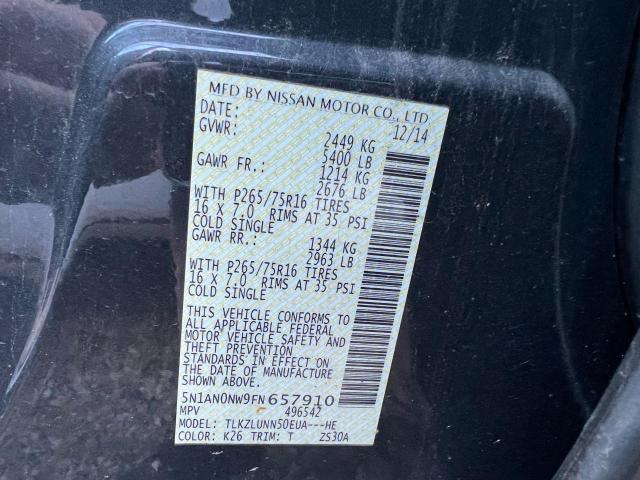 MFD BY NISSAN MOTOR CO., LTD.
DATE: 12/14
GVWR: 2449 KG
5400 LB
GAWR FR.: 1214 KG
2676 LB
WITH P265/75R16 TIRES
16 X 7.0 RIMS AT 35 PSI
COLD SINGLE
GAWR RR.: 1344 KG
2963 LB
WITH P265/75R16 TIRES
16 X 7.0 RIMS AT 35 PSI
COLD SINGLE
THIS VEHICLE CONFORMS TO
ALL APPLICABLE FEDERAL
MOTOR VEHICLE SAFETY AND
THEFT PREVENTION
STANDARDS IN EFFECT ON
THE DATE OF MANUFACTURE
SHOWN ABOVE.
5N1AN0NW9FN657910
MPV 496542
MODEL: TLKZLUNN50EUA---HE
COLOR: K26 TRIM: T ZS30A